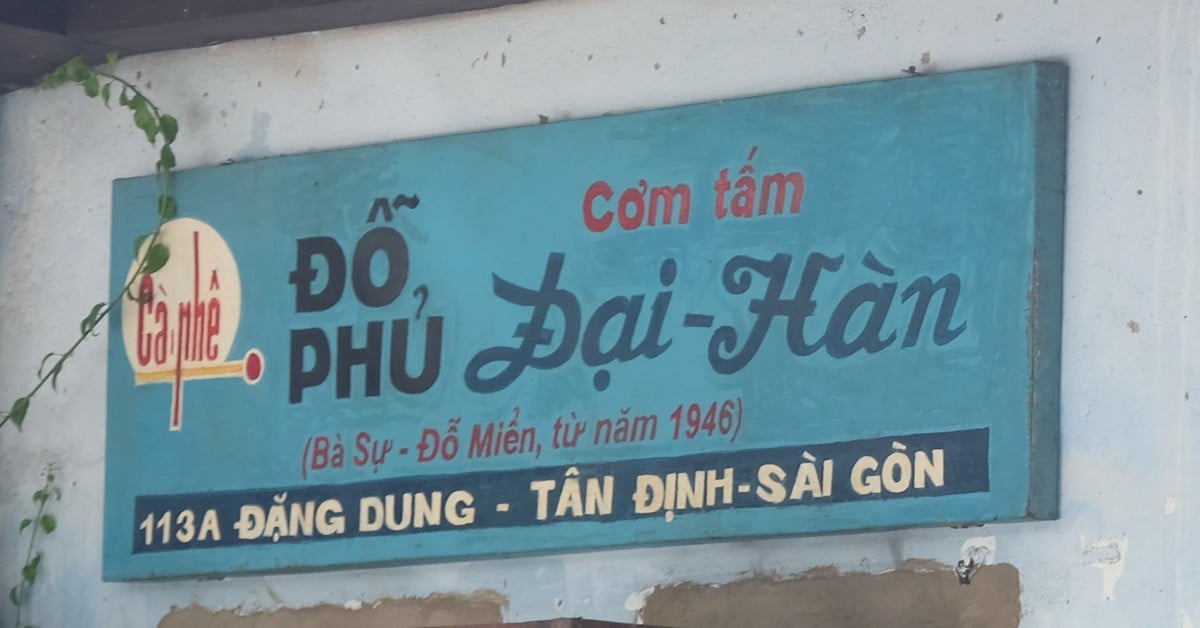 Cà phê
ĐỖ
PHỦ
Cơm tấm
Đại-Hàn
(Bà Sự - Đỗ Miển, từ năm 1946)
113A ĐẶNG DUNG - TÂN ĐỊNH-SÀI GÒN